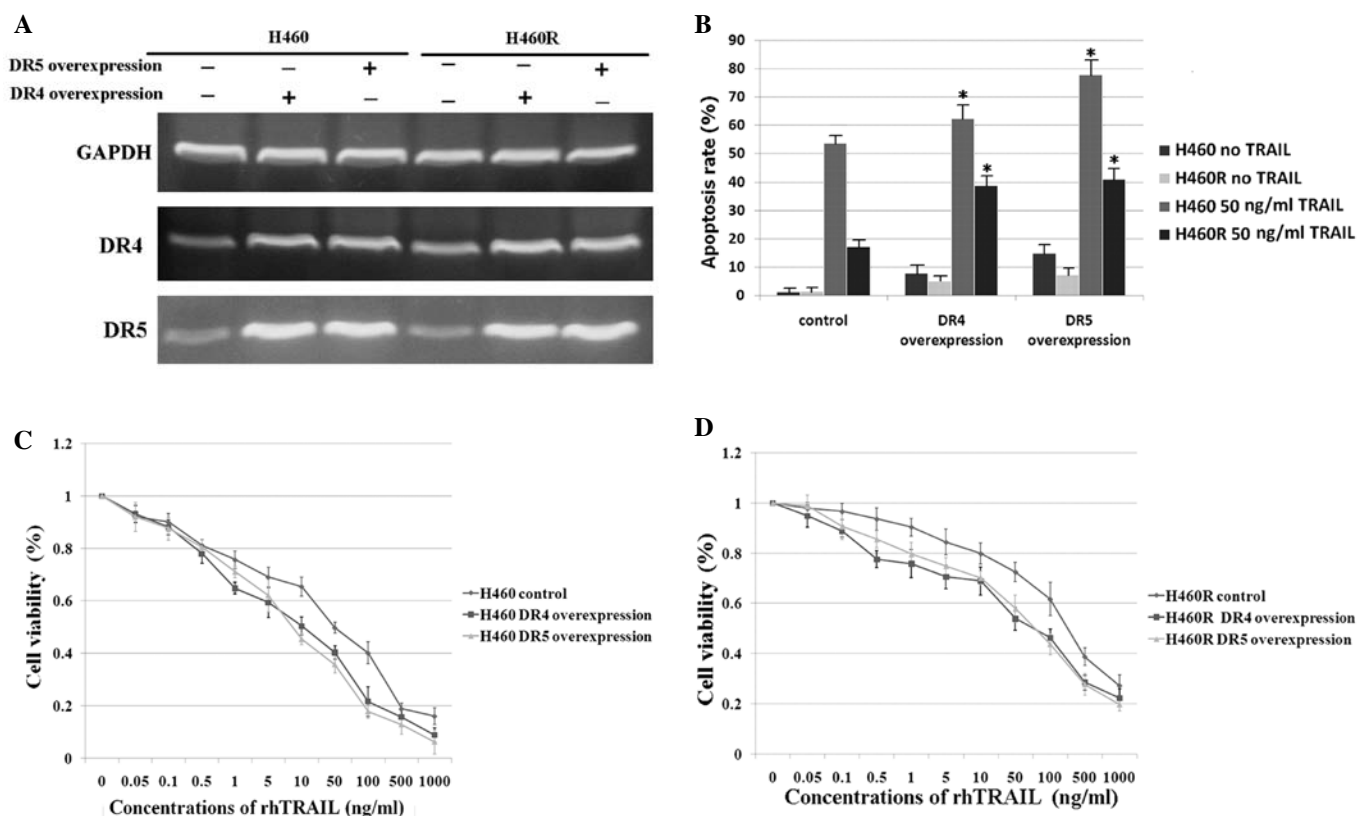 A
H460 H460R
DR5 overexpression − − + − − +
DR4 overexpression − + − − + −
GAPDH
DR4
DR5
B
Apoptosis rate (%)
90
80
70
60
50
40
30
20
10
0
* * * *
control
DR4 overexpression
DR5 overexpression
H460 no TRAIL
H460R no TRAIL
H460 50 ng/ml TRAIL
H460R 50 ng/ml TRAIL
C
Cell viability (%)
1.2
1
0.8
0.6
0.4
0.2
0
0 0.05 0.1 0.5 1 5 10 50 100 500 1000
Concentrations of rhTRAIL (ng/ml)
H460 control
H460 DR4 overexpression
H460 DR5 overexpression
D
Cell viability (%)
1.2
1
0.8
0.6
0.4
0.2
0
0 0.05 0.1 0.5 1 5 10 50 100 500 1000
Concentrations of rhTRAIL (ng/ml)
H460R control
H460R DR4 overexpression
H460R DR5 overexpression